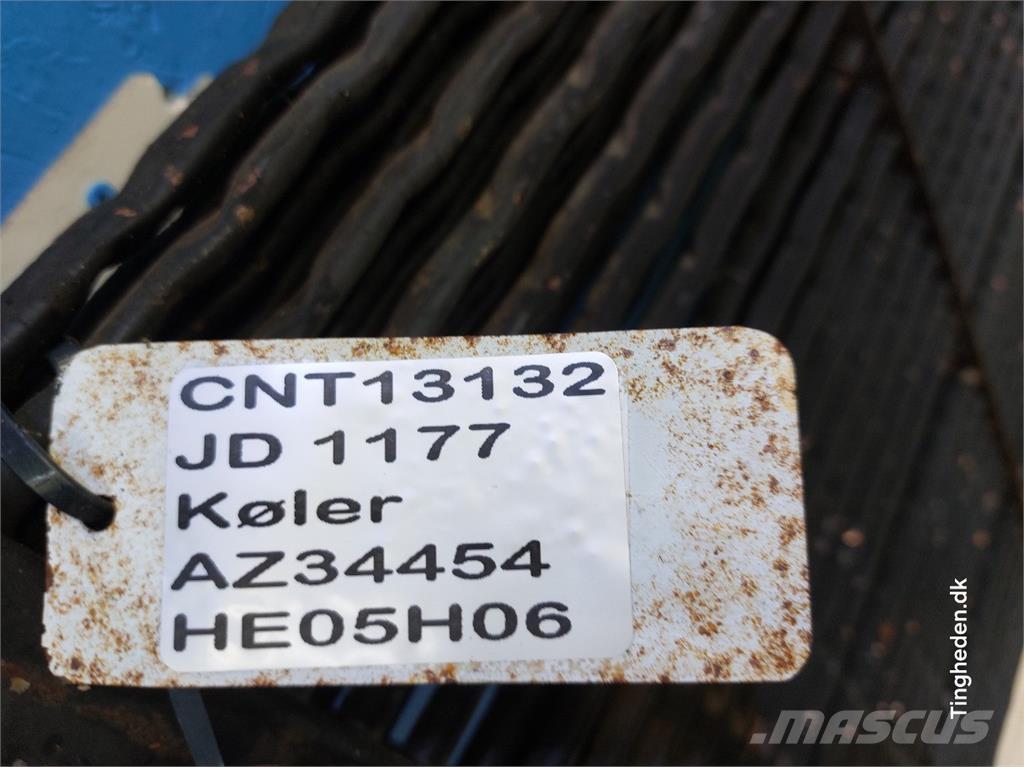 CNT13132
JD 1177
Køler
AZ34454
HE05H06
Tingheden.dk
MASCUS